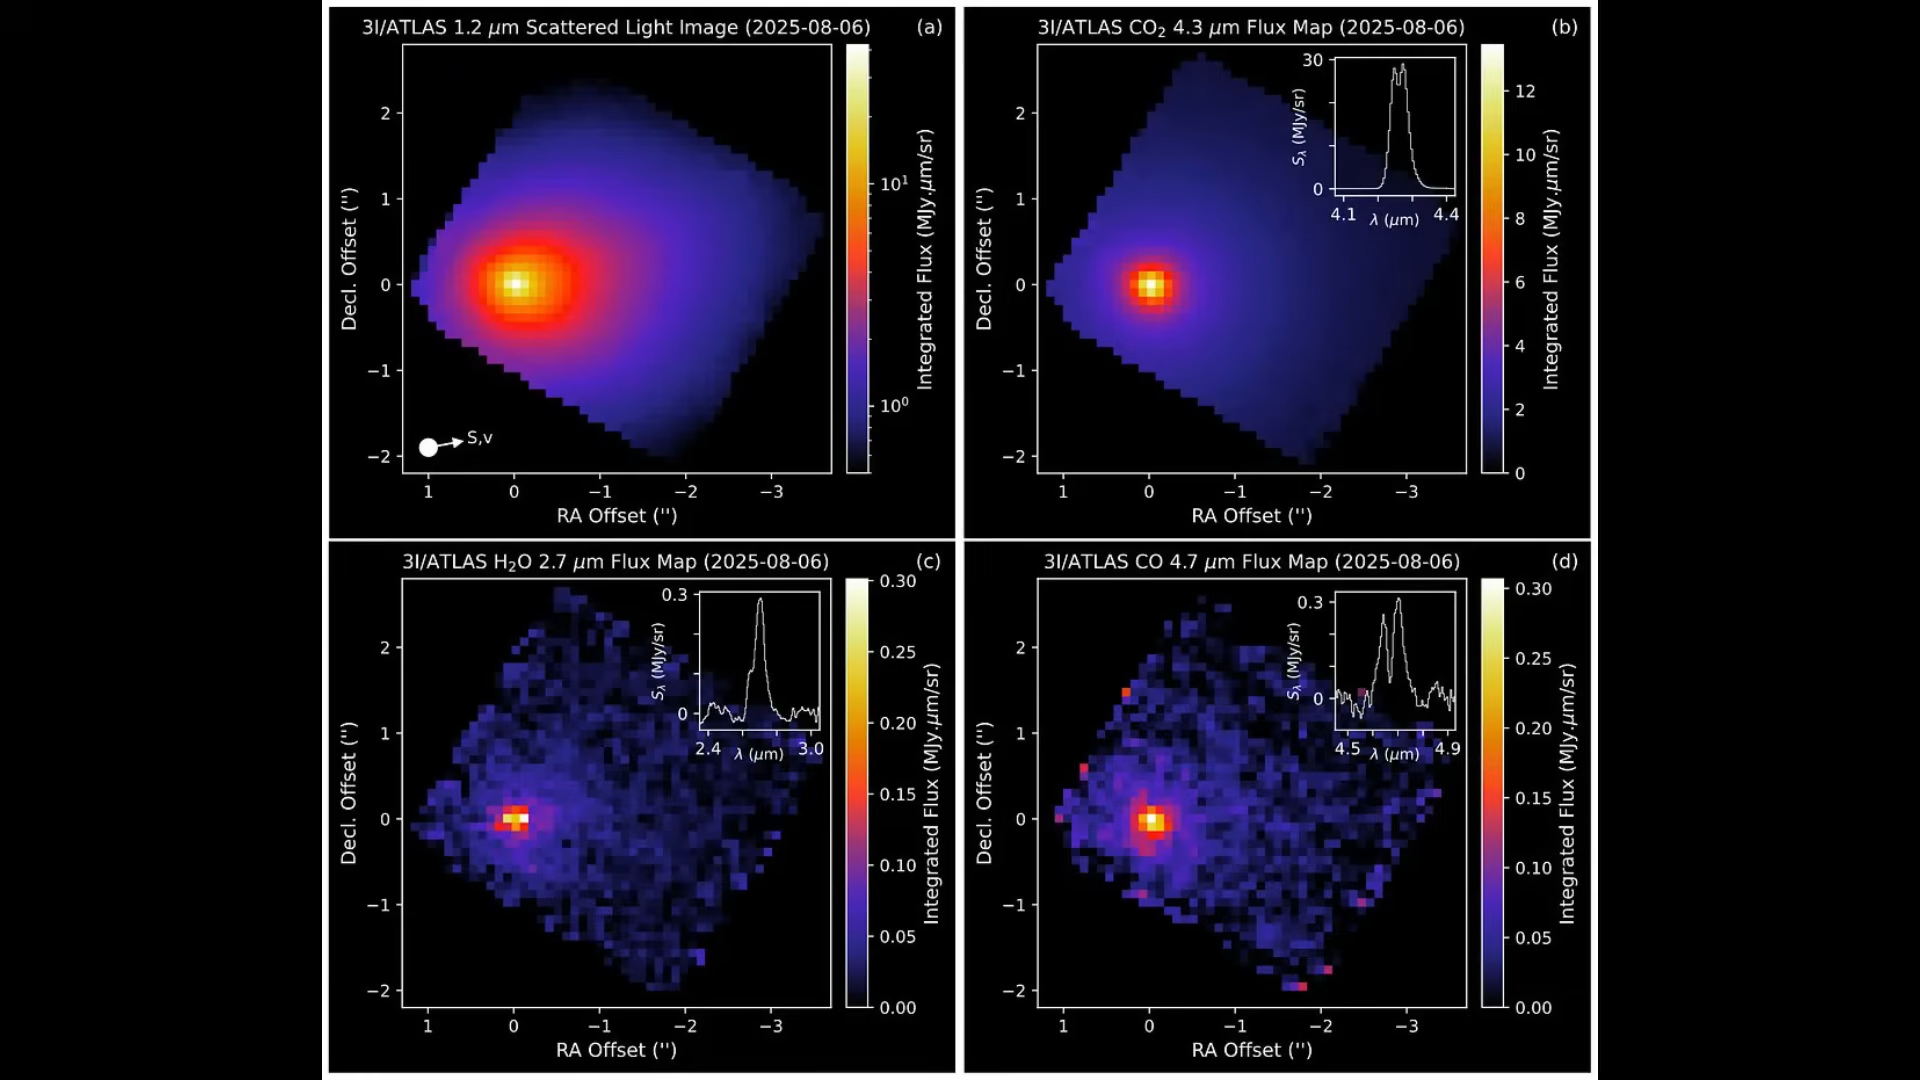 3I/ATLAS 1.2 μm Scattered Light Image (2025-08-06) (a)
2
1
0
−1
−2
Decl. Offset ('')
1 0 −1 −2 −3
RA Offset ('')
S,v
10¹
10⁰
Integrated Flux (MJy.μm/sr)
3I/ATLAS CO₂ 4.3 μm Flux Map (2025-08-06) (b)
2
1
0
−1
−2
Decl. Offset ('')
1 0 −1 −2 −3
RA Offset ('')
30
0
Sλ (MJy/sr)
4.1 λ (μm) 4.4
12
10
8
6
4
2
0
Integrated Flux (MJy.μm/sr)
3I/ATLAS H₂O 2.7 μm Flux Map (2025-08-06) (c)
2
1
0
−1
−2
Decl. Offset ('')
1 0 −1 −2 −3
RA Offset ('')
0.3
0
Sλ (MJy/sr)
2.4 λ (μm) 3.0
0.30
0.25
0.20
0.15
0.10
0.05
0.00
Integrated Flux (MJy.μm/sr)
3I/ATLAS CO 4.7 μm Flux Map (2025-08-06) (d)
2
1
0
−1
−2
Decl. Offset ('')
1 0 −1 −2 −3
RA Offset ('')
0.3
0
Sλ (MJy/sr)
4.5 λ (μm) 4.9
0.30
0.25
0.20
0.15
0.10
0.05
0.00
Integrated Flux (MJy.μm/sr)